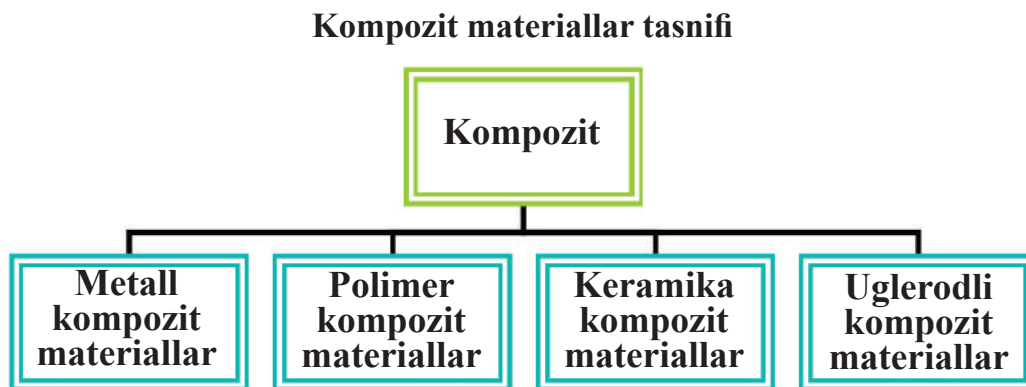 Kompozit materiallar tasnifi
Kompozit
Metall
kompozit
materiallar
Polimer
kompozit
materiallar
Keramika
kompozit
materiallar
Uglerodli
kompozit
materiallar